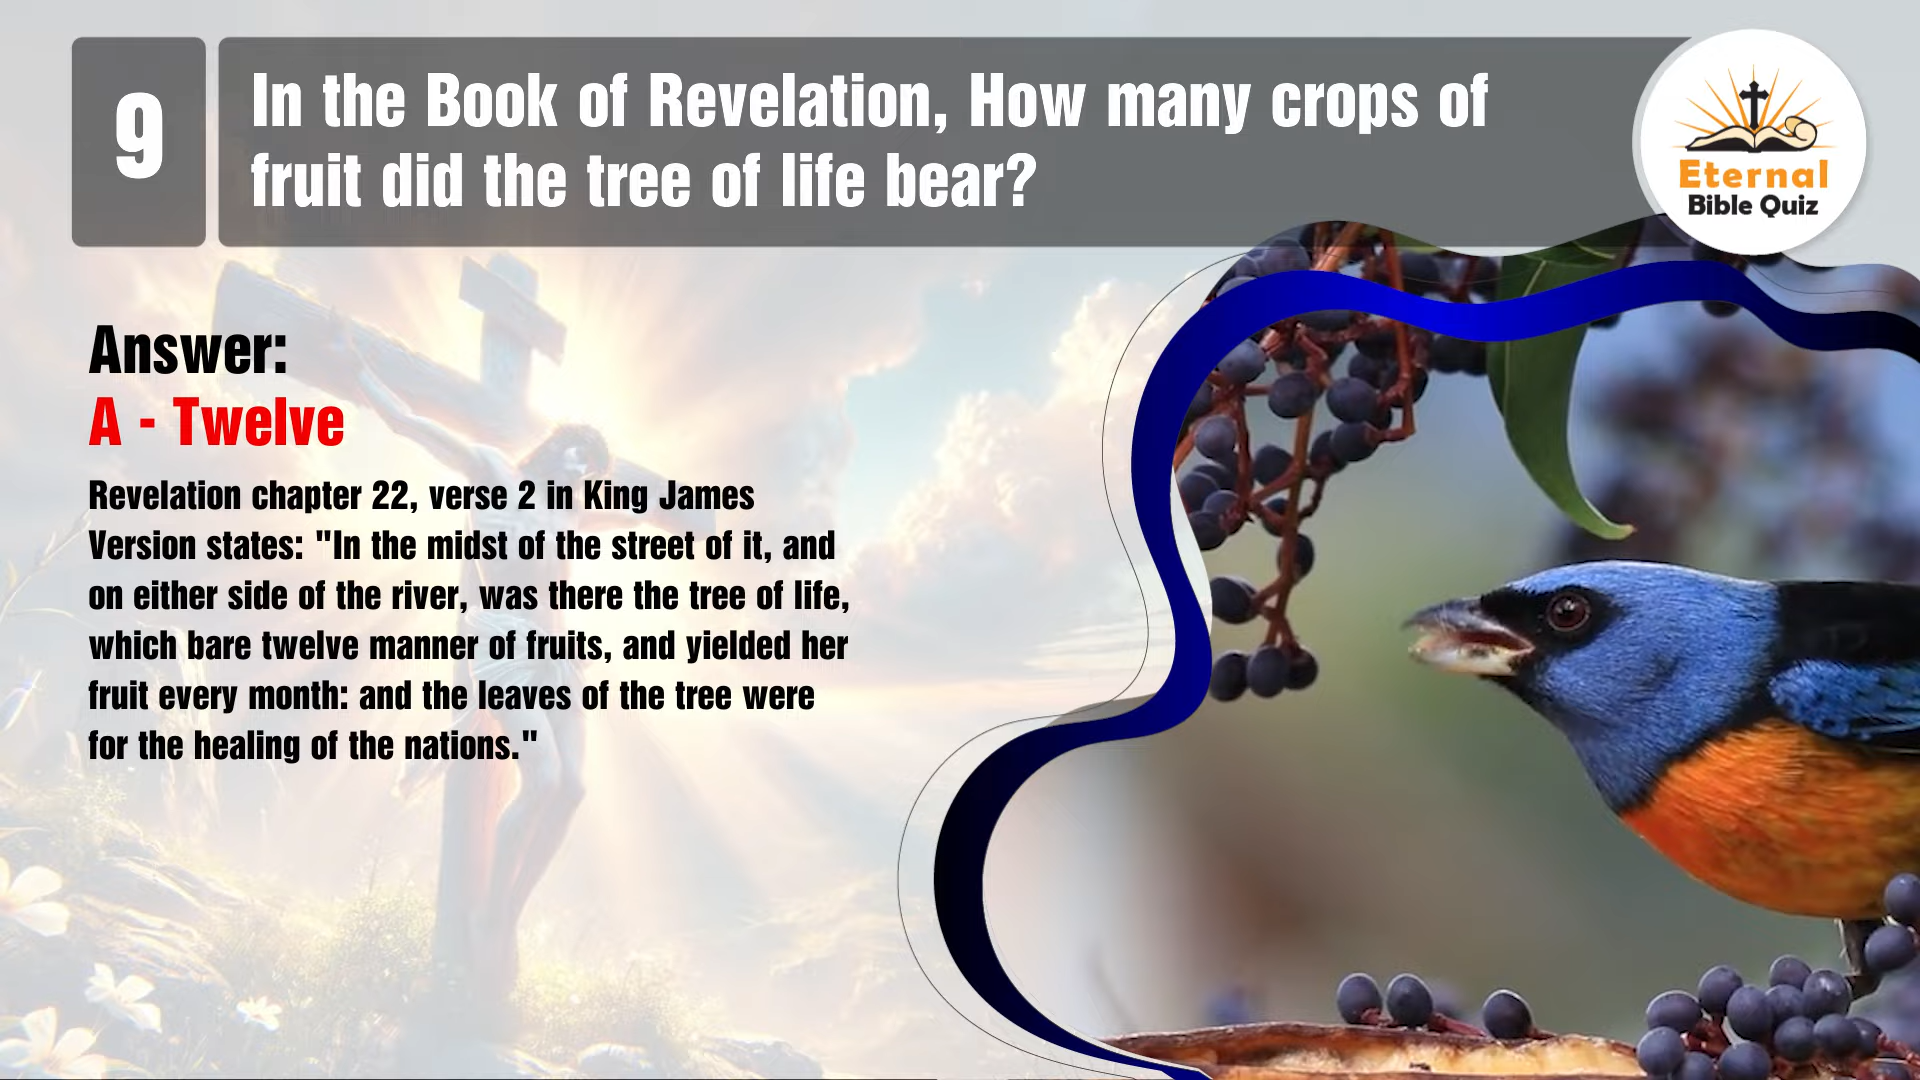 9
In the Book of Revelation, How many crops of
fruit did the tree of life bear?
Eternal
Bible Quiz
Answer:
A - Twelve
Revelation chapter 22, verse 2 in King James
Version states: "In the midst of the street of it, and
on either side of the river, was there the tree of life,
which bare twelve manner of fruits, and yielded her
fruit every month: and the leaves of the tree were
for the healing of the nations."